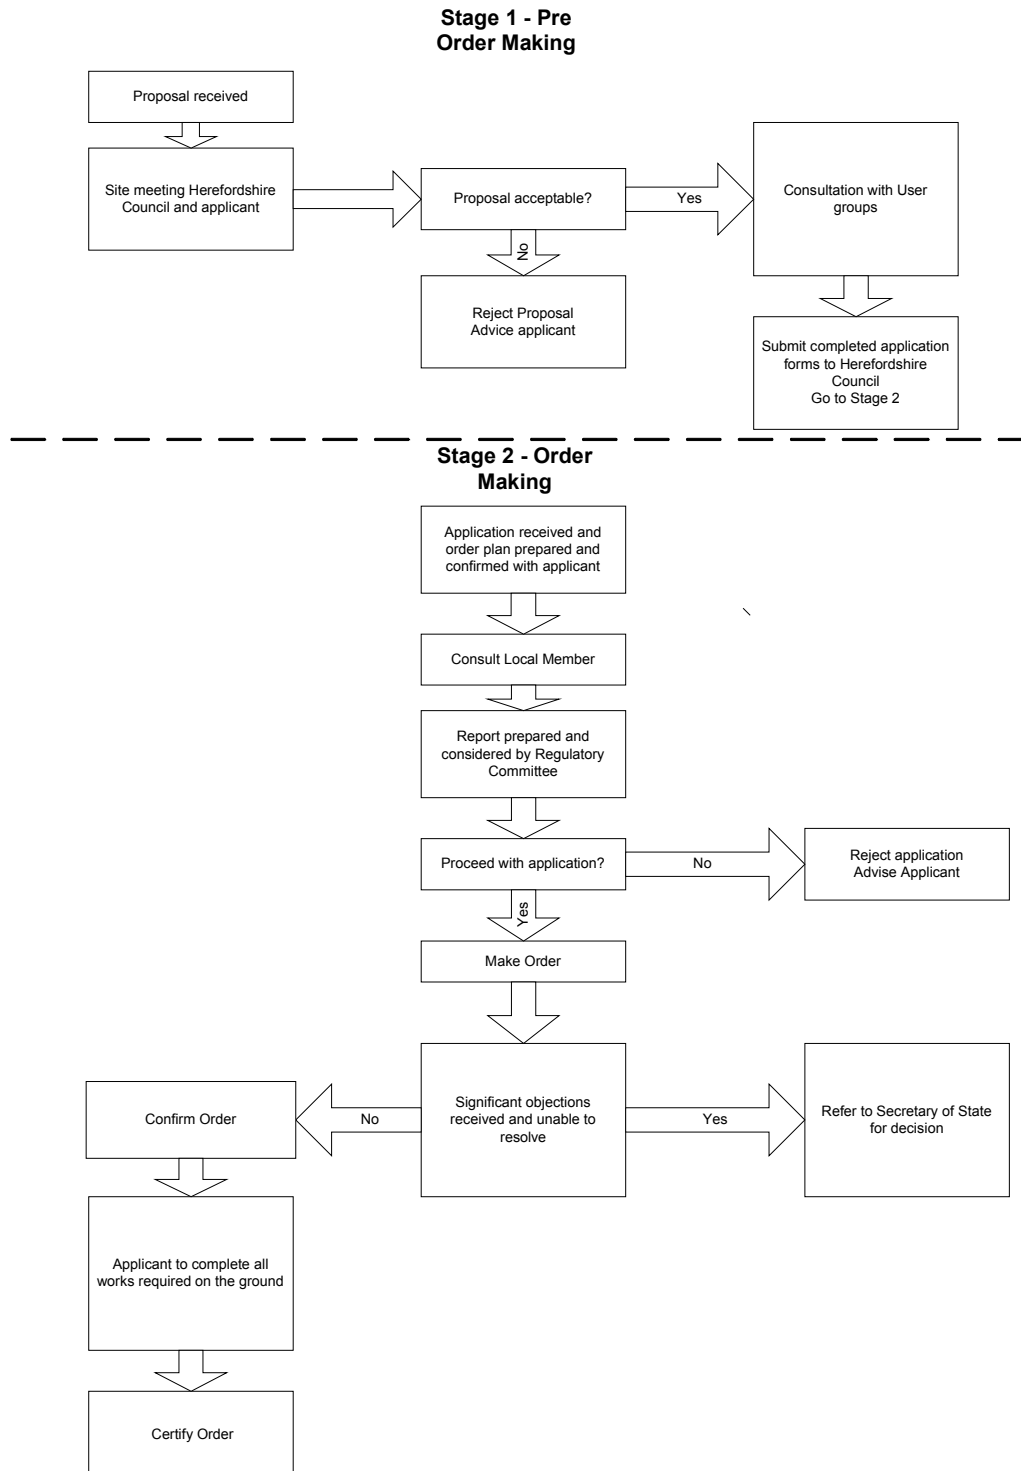 Stage 1 - Pre
Order Making
Proposal received
Site meeting Herefordshire
Council and applicant
Proposal acceptable?
Yes
Consultation with User
groups
No
Reject Proposal
Advice applicant
Submit completed application
forms to Herefordshire
Council
Go to Stage 2
Stage 2 - Order
Making
Application received and
order plan prepared and
confirmed with applicant
Consult Local Member
Report prepared and
considered by Regulatory
Committee
Proceed with application?
No
Reject application
Advise Applicant
Yes
Make Order
Confirm Order
No
Significant objections
received and unable to
resolve
Yes
Refer to Secretary of State
for decision
Applicant to complete all
works required on the ground
Certify Order